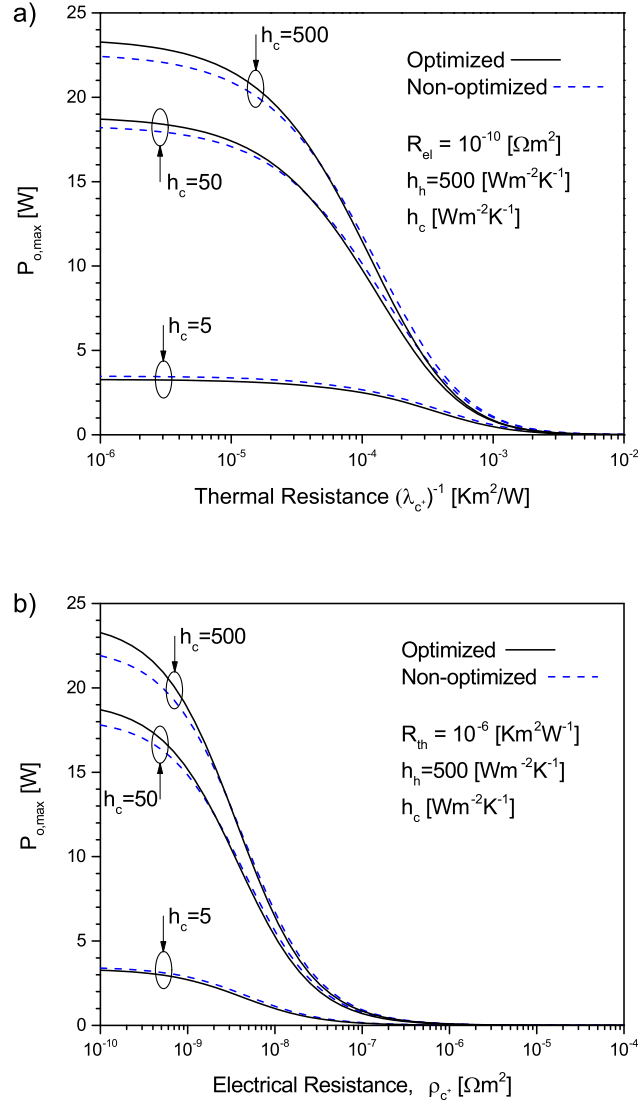 a)
25
20
15
10
5
0
P_o,max [W]
h_c=500
h_c=50
h_c=5
Optimized
Non-optimized
R_el = 10^-10 [Ωm^2]
h_h=500 [Wm^-2K^-1]
h_c [Wm^-2K^-1]
10^-6 10^-5 10^-4 10^-3 10^-2
Thermal Resistance (λ_c+)^-1 [Km^2/W]
b)
25
20
15
10
5
0
P_o,max [W]
h_c=500
h_c=50
h_c=5
Optimized
Non-optimized
R_th = 10^-6 [Km^2W^-1]
h_h=500 [Wm^-2K^-1]
h_c [Wm^-2K^-1]
10^-10 10^-9 10^-8 10^-7 10^-6 10^-5 10^-4
Electrical Resistance, ρ_c+ [Ωm^2]